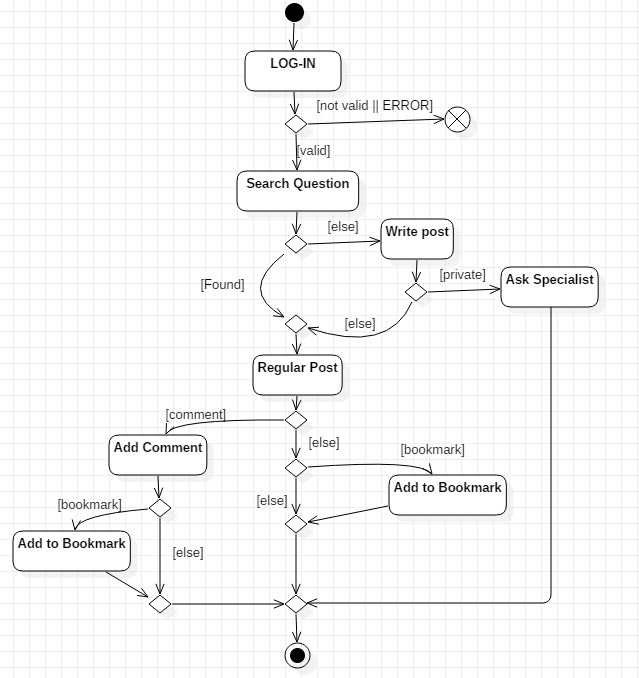 LOG-IN
[not valid || ERROR]
[valid]
Search Question
[else]
Write post
[private]
Ask Specialist
[Found]
[else]
Regular Post
[comment]
[else]
Add Comment
[bookmark]
Add to Bookmark
[bookmark]
[else]
Add to Bookmark
[else]